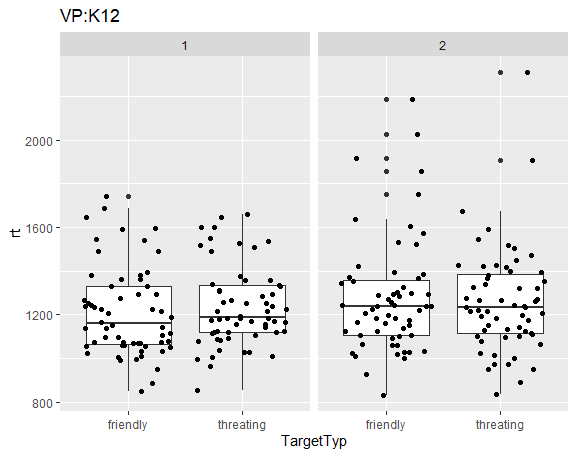 VP:K12
1 2
2000
1600
1200
800
rt
friendly threating friendly threating
TargetTyp